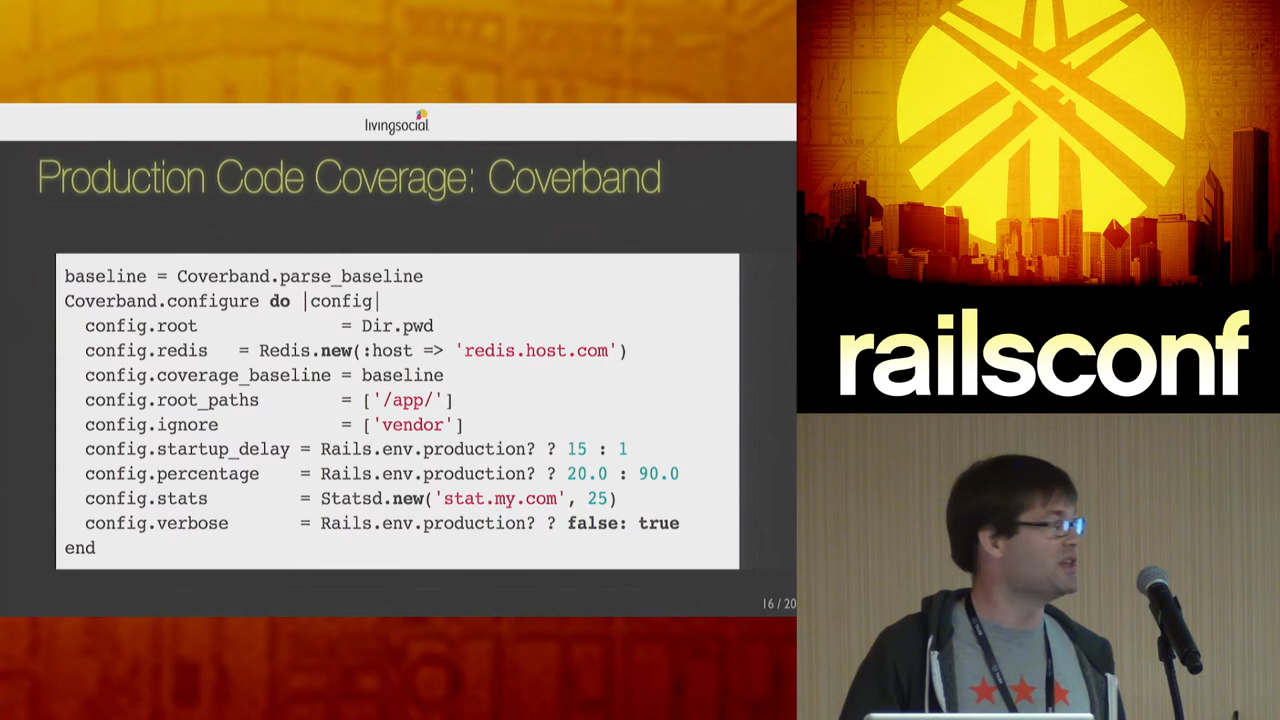 livingsocial
Production Code Coverage: Coverband
baseline = Coverband.parse_baseline
Coverband.configure do |config|
  config.root              = Dir.pwd
  config.redis   = Redis.new(:host => 'redis.host.com')
  config.coverage_baseline = baseline
  config.root_paths        = ['/app/']
  config.ignore            = ['vendor']
  config.startup_delay = Rails.env.production? ? 15 : 1
  config.percentage    = Rails.env.production? ? 20.0 : 90.0
  config.stats         = Statsd.new('stat.my.com', 25)
  config.verbose       = Rails.env.production? ? false: true
end
16 / 20
railsconf